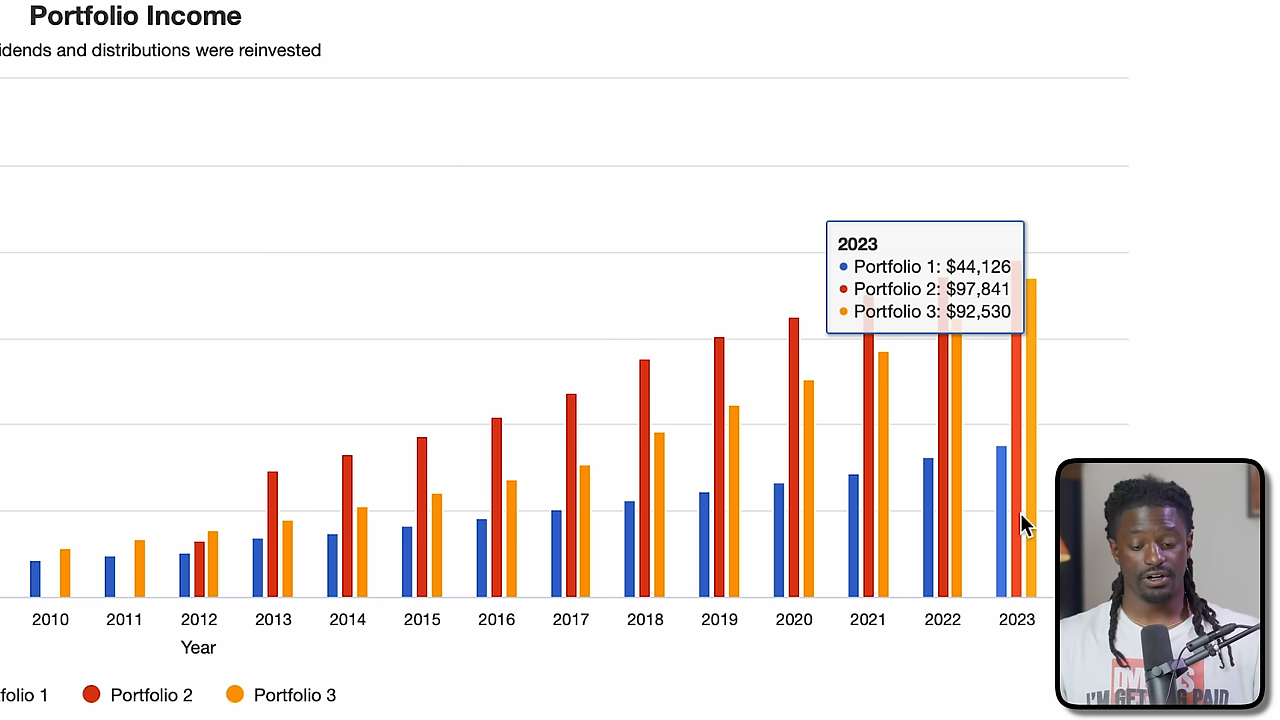 Portfolio Income
idends and distributions were reinvested
2023
Portfolio 1: $44,126
Portfolio 2: $97,841
Portfolio 3: $92,530
2010 2011 2012 2013 2014 2015 2016 2017 2018 2019 2020 2021 2022 2023
Year
folio 1 Portfolio 2 Portfolio 3
I'M GET PAID